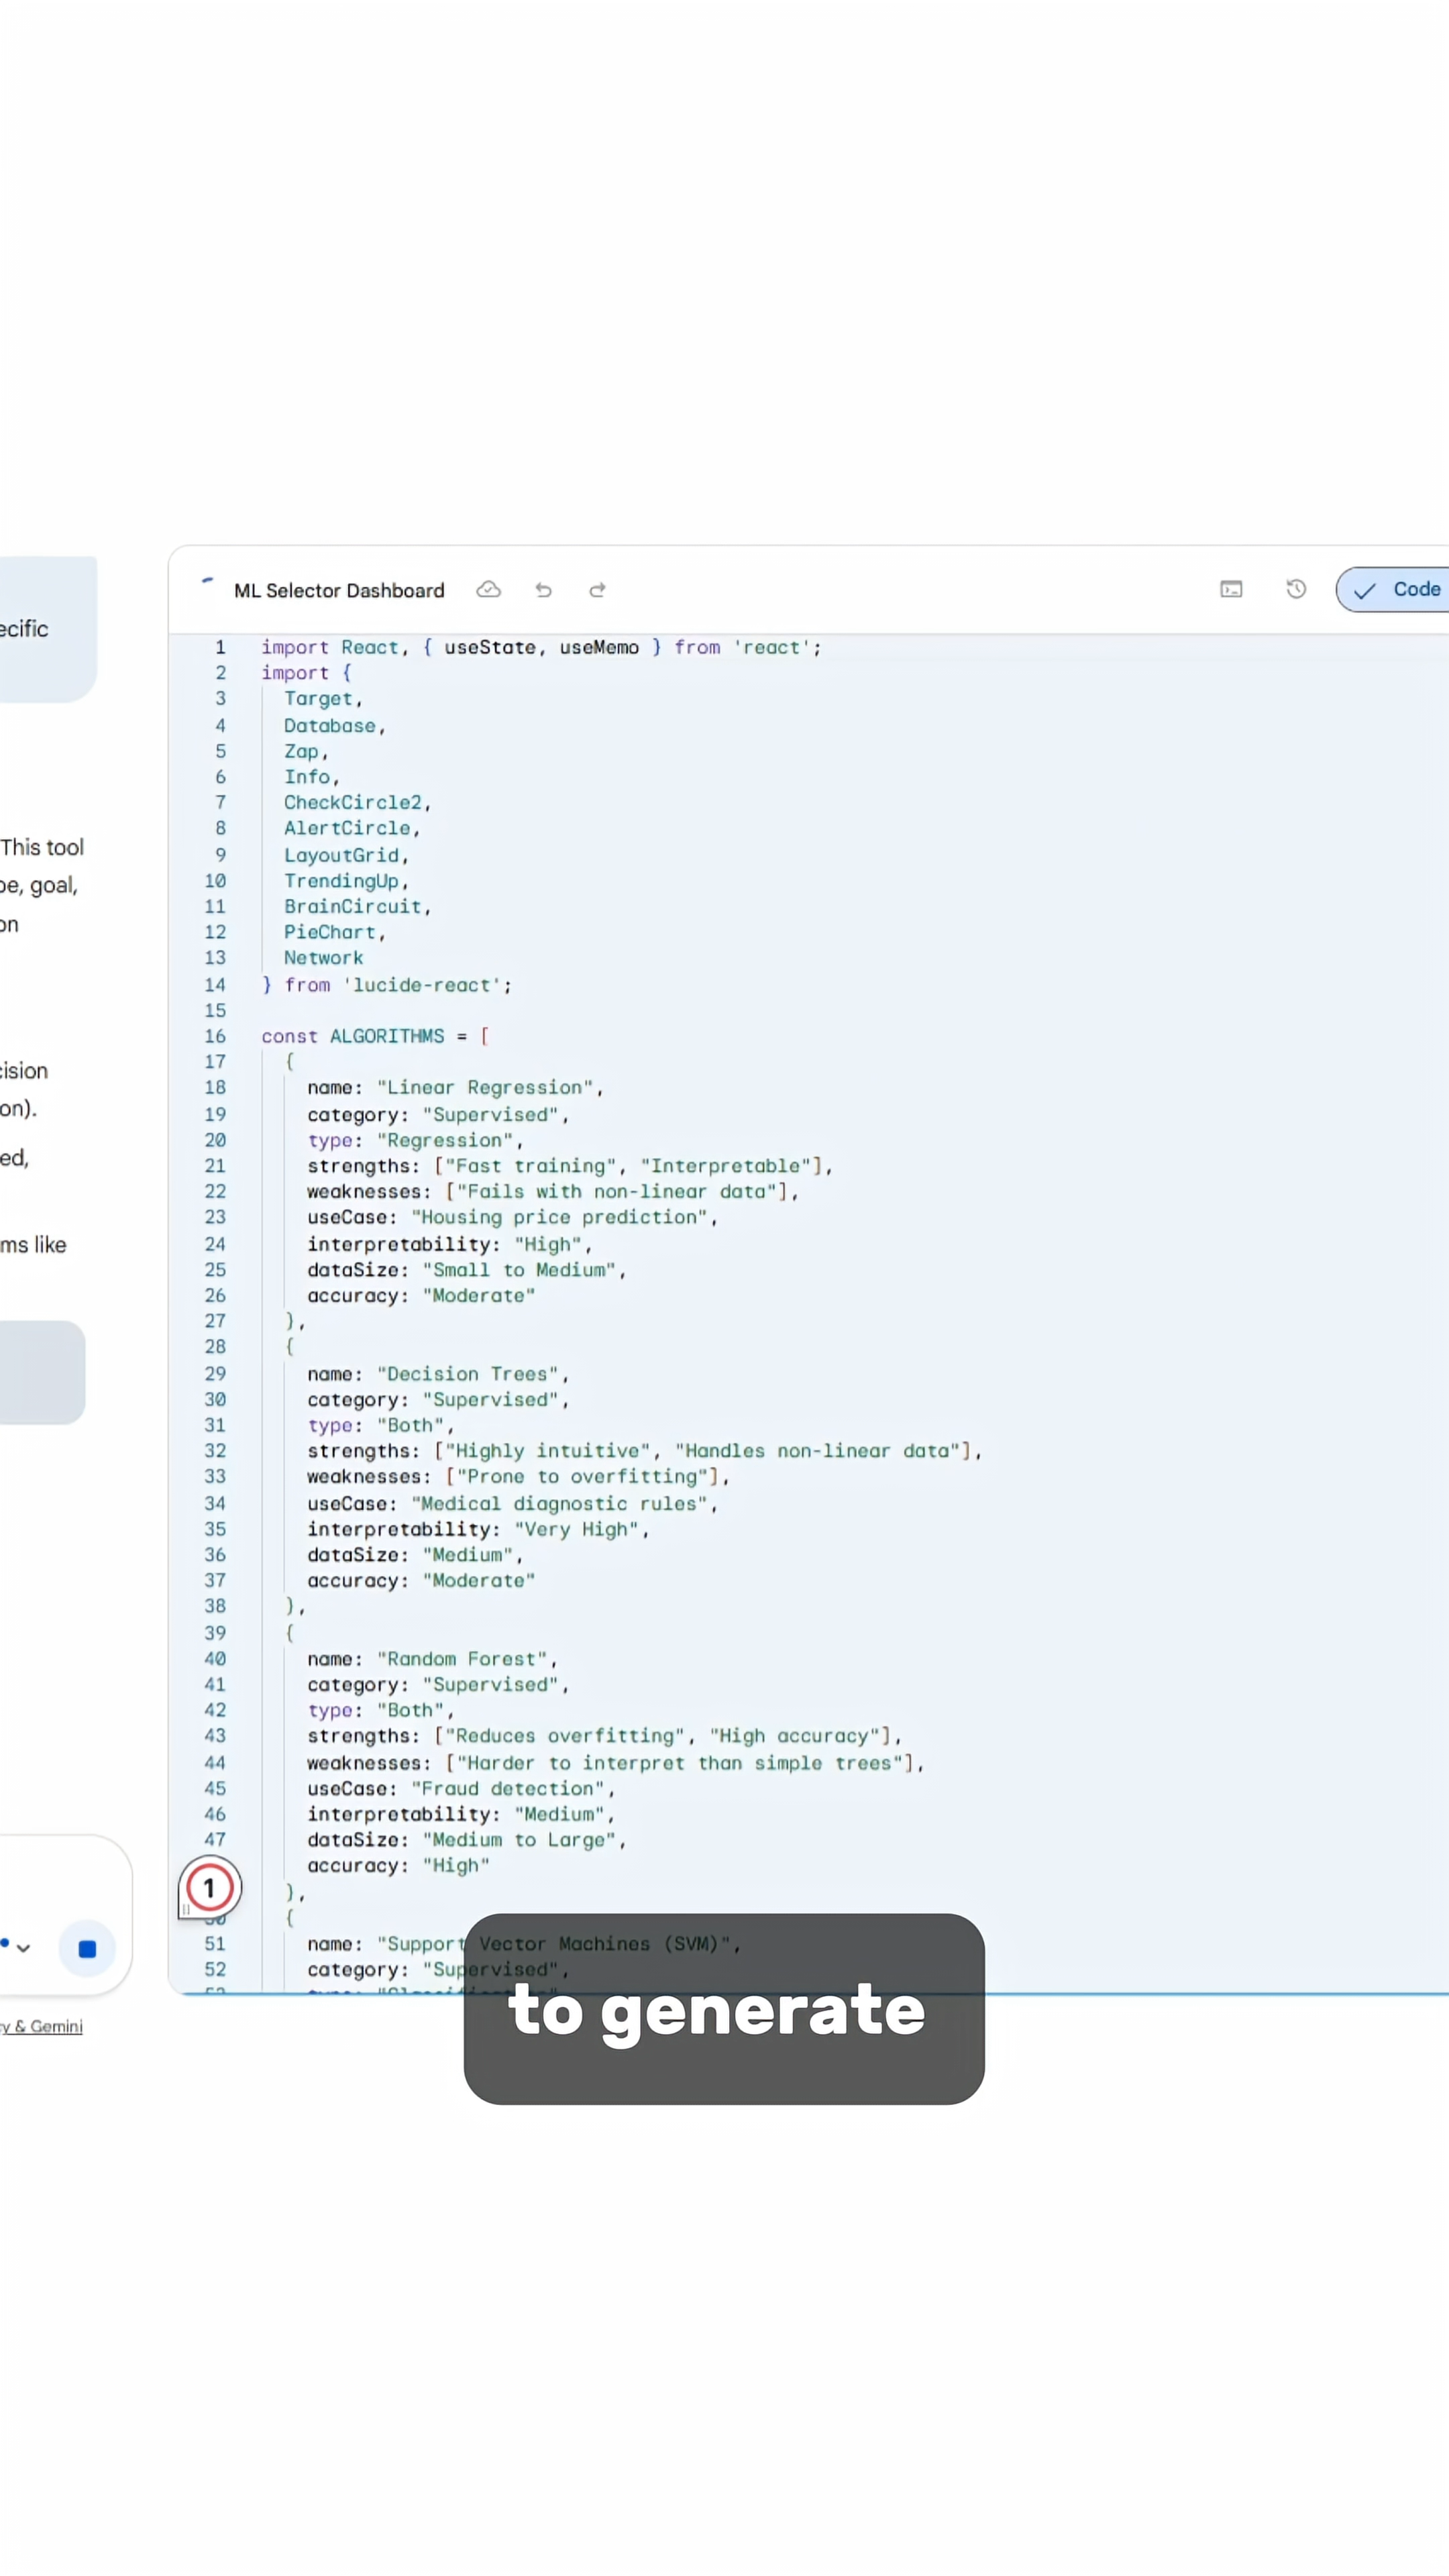 ecific
This tool
pe, goal,
on
cision
on).
ed,
ms like
y & Gemini
ML Selector Dashboard
Code
1 import React, { useState, useMemo } from 'react';
2 import {
3 Target,
4 Database,
5 Zap,
6 Info,
7 CheckCircle2,
8 AlertCircle,
9 LayoutGrid,
10 TrendingUp,
11 BrainCircuit,
12 PieChart,
13 Network
14 } from 'lucide-react';
15
16 const ALGORITHMS = [
17 {
18 name: "Linear Regression",
19 category: "Supervised",
20 type: "Regression",
21 strengths: ["Fast training", "Interpretable"],
22 weaknesses: ["Fails with non-linear data"],
23 useCase: "Housing price prediction",
24 interpretability: "High",
25 dataSize: "Small to Medium",
26 accuracy: "Moderate"
27 },
28 {
29 name: "Decision Trees",
30 category: "Supervised",
31 type: "Both",
32 strengths: ["Highly intuitive", "Handles non-linear data"],
33 weaknesses: ["Prone to overfitting"],
34 useCase: "Medical diagnostic rules",
35 interpretability: "Very High",
36 dataSize: "Medium",
37 accuracy: "Moderate"
38 },
39 {
40 name: "Random Forest",
41 category: "Supervised",
42 type: "Both",
43 strengths: ["Reduces overfitting", "High accuracy"],
44 weaknesses: ["Harder to interpret than simple trees"],
45 useCase: "Fraud detection",
46 interpretability: "Medium",
47 dataSize: "Medium to Large",
accuracy: "High"
1 },
{
51 name: "Support Vector Machines (SVM)",
52 category: "Supervised",
to generate